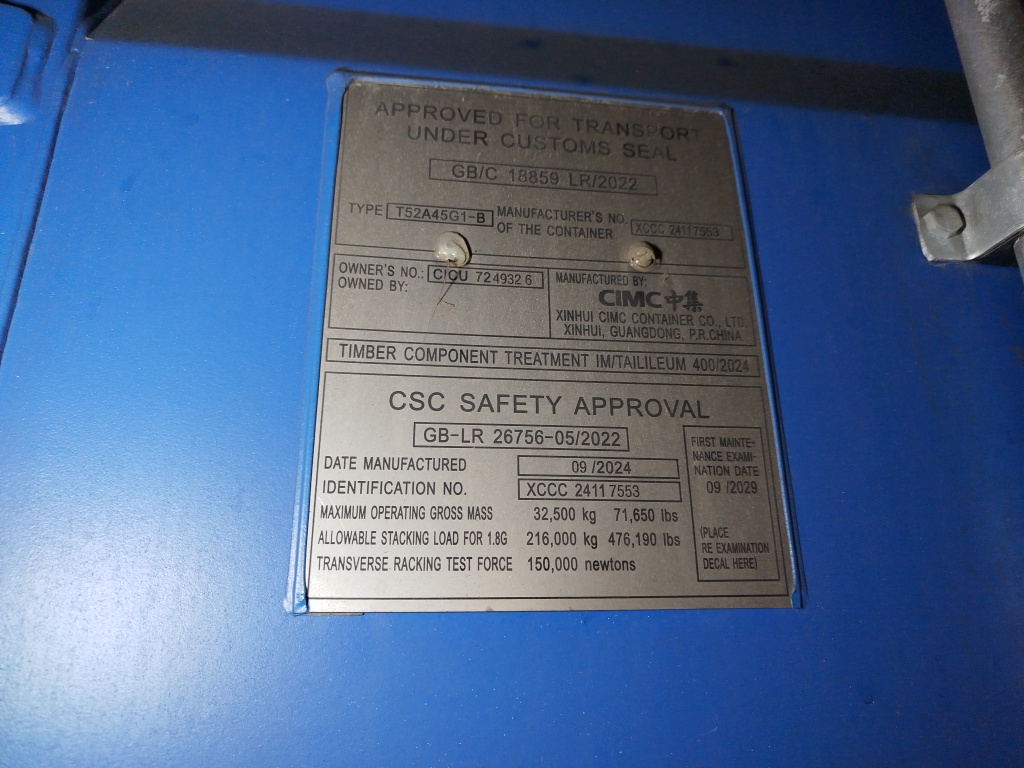 APPROVED FOR TRANSPORT
UNDER CUSTOMS SEAL
GB/C 18859 LR/2022
TYPE T52A45G1-B MANUFACTURER'S NO.
OF THE CONTAINER XCCC 24117553
OWNER'S NO.: CICU 724932 6
OWNED BY:
MANUFACTURED BY:
CIMC中集
XINHUI CIMC CONTAINER CO., LTD.
XINHUI, GUANGDONG, P.R.CHINA
TIMBER COMPONENT TREATMENT IM/TAILILEUM 400/2024
CSC SAFETY APPROVAL
GB-LR 26756-05/2022
DATE MANUFACTURED 09 /2024
IDENTIFICATION NO. XCCC 24117553
MAXIMUM OPERATING GROSS MASS 32,500 kg 71,650 lbs
ALLOWABLE STACKING LOAD FOR 1.8G 216,000 kg 476,190 lbs
TRANSVERSE RACKING TEST FORCE 150,000 newtons
FIRST MAINTE-
NANCE EXAMI-
NATION DATE
09 /2029
(PLACE
RE EXAMINATION
DECAL HERE)